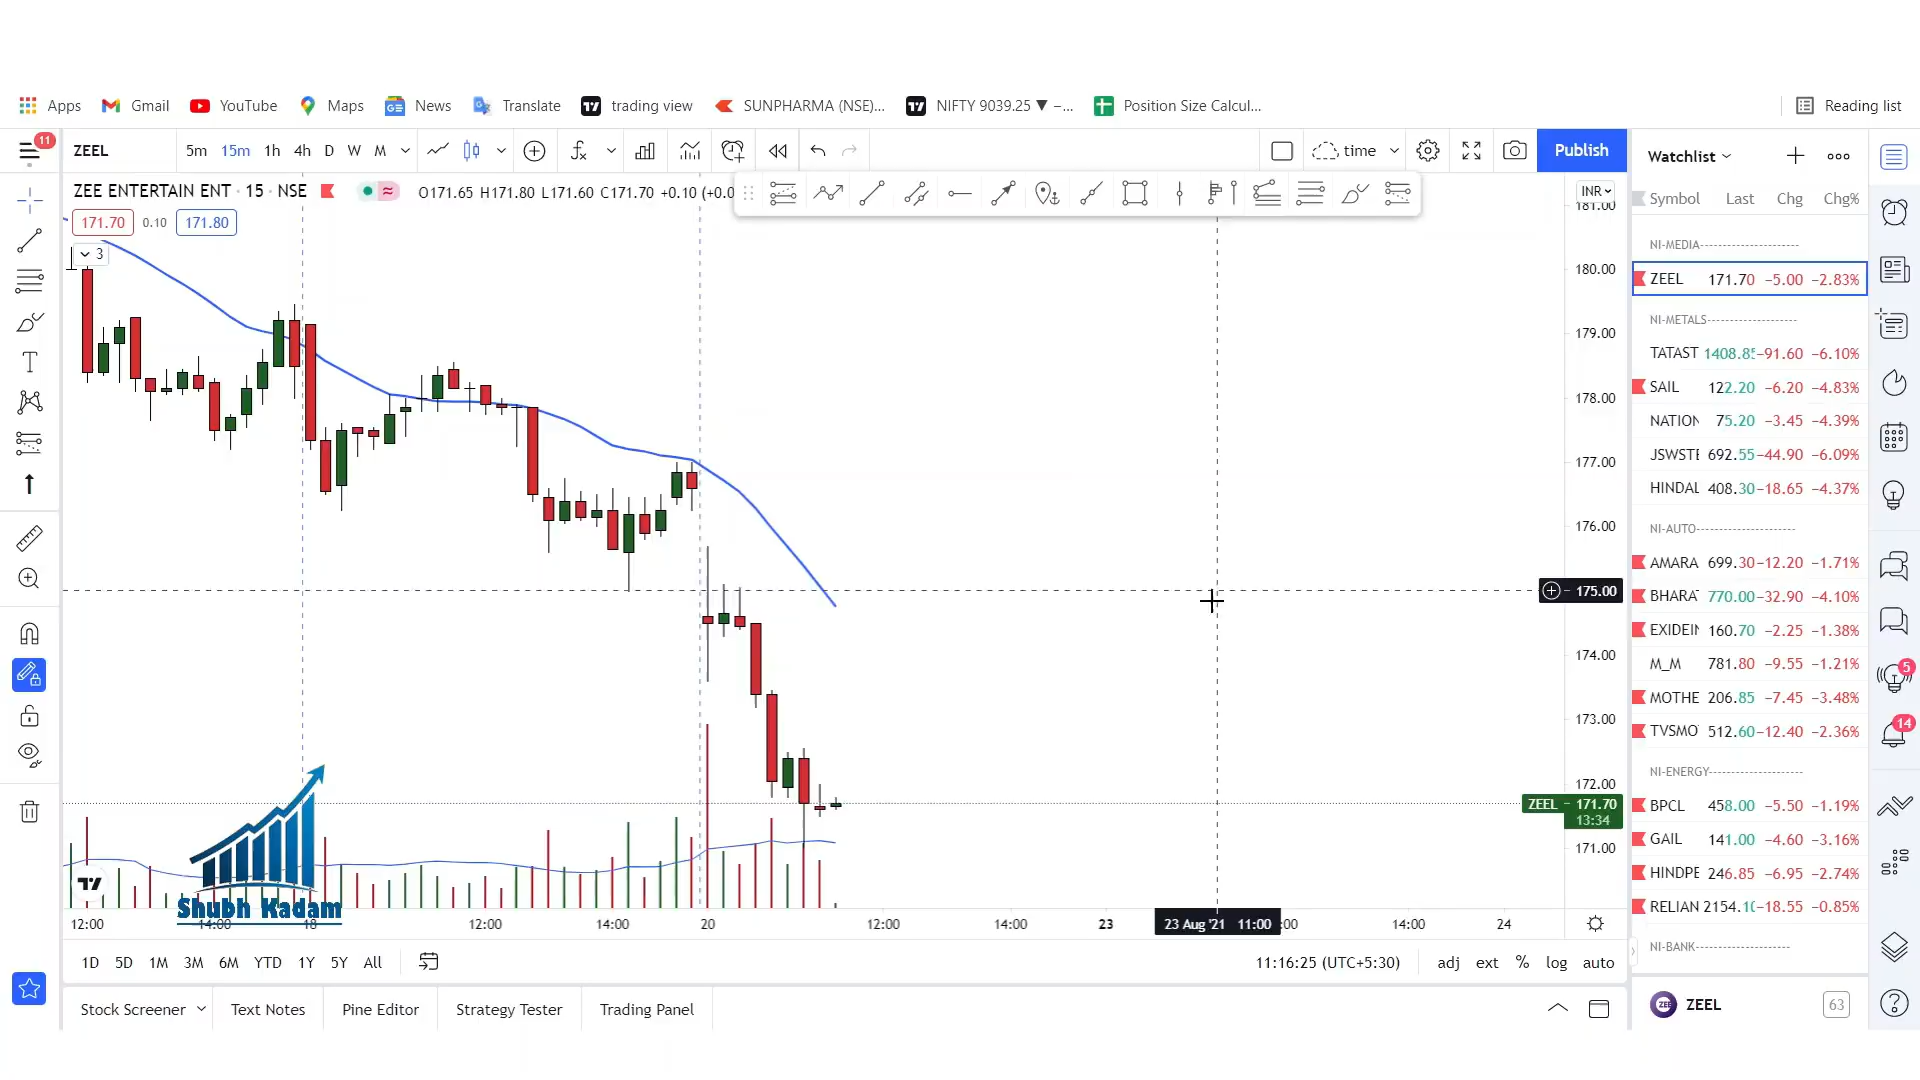 Apps Gmail YouTube Maps News Translate trading view SUNPHARMA (NSE)... NIFTY 9039.25 ▼ −... Position Size Calcul... Reading list
11
ZEEL 5m 15m 1h 4h D W M time Publish
Watchlist
ZEE ENTERTAIN ENT · 15 · NSE O171.65 H171.80 L171.60 C171.70 +0.10 (+0.0
INR
Symbol Last Chg Chg%
171.70 0.10 171.80
3
181.00
180.00
179.00
178.00
177.00
176.00
175.00
174.00
173.00
172.00
ZEEL − 171.70
13:34
171.00
NI-MEDIA----------------------
ZEEL 171.70 −5.00 −2.83%
NI-METALS--------------------
TATAST 1408.85 −91.60 −6.10%
SAIL 122.20 −6.20 −4.83%
NATION 75.20 −3.45 −4.39%
JSWSTE 692.55 −44.90 −6.09%
HINDAL 408.30 −18.65 −4.37%
NI-AUTO-----------------------
AMARA 699.30 −12.20 −1.71%
BHARAT 770.00 −32.90 −4.10%
EXIDEIN 160.70 −2.25 −1.38%
M_M 781.80 −9.55 −1.21%
MOTHE 206.85 −7.45 −3.48%
TVSMO 512.60 −12.40 −2.36%
NI-ENERGY--------------------
BPCL 458.00 −5.50 −1.19%
GAIL 141.00 −4.60 −3.16%
HINDPE 246.85 −6.95 −2.74%
RELIAN 2154.10 −18.55 −0.85%
NI-BANK----------------------
5
14
Shubh Kadam
12:00 14:00 18 12:00 14:00 20 12:00 14:00 23 23 Aug '21 11:00 :00 14:00 24
1D 5D 1M 3M 6M YTD 1Y 5Y All 11:16:25 (UTC+5:30) adj ext % log auto
Stock Screener Text Notes Pine Editor Strategy Tester Trading Panel
ZEE ZEEL 63